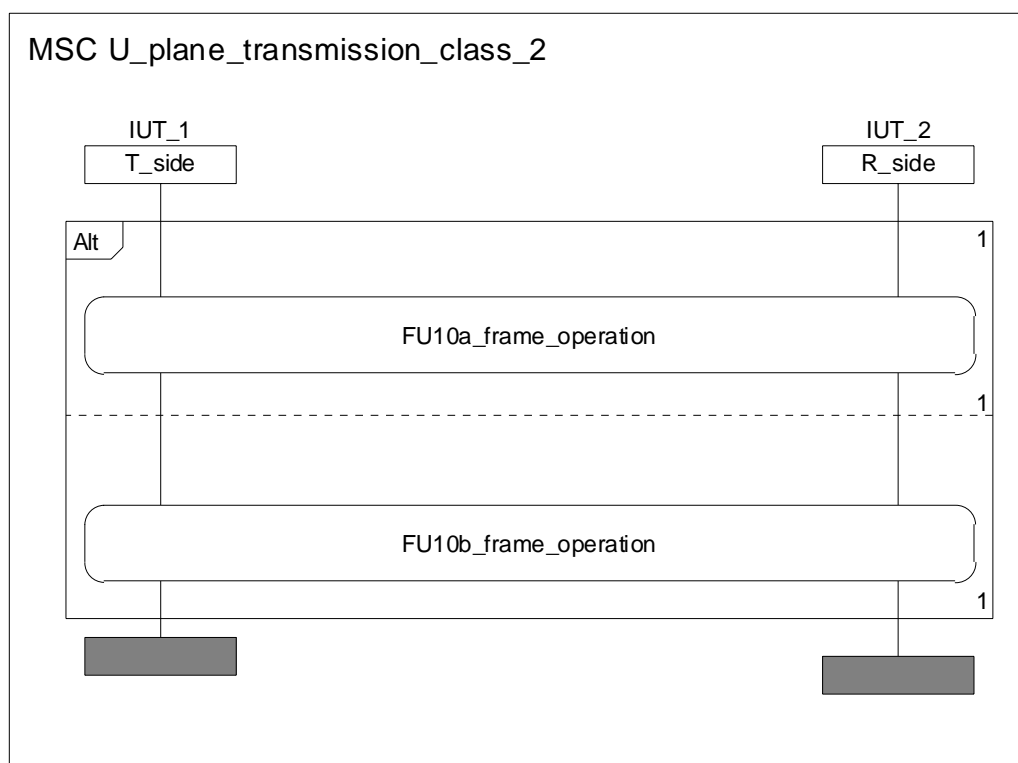 MSC U_plane_transmission_class_2
IUT_1 IUT_2
T_side R_side
Alt 1
FU10a_frame_operation
1
FU10b_frame_operation
1